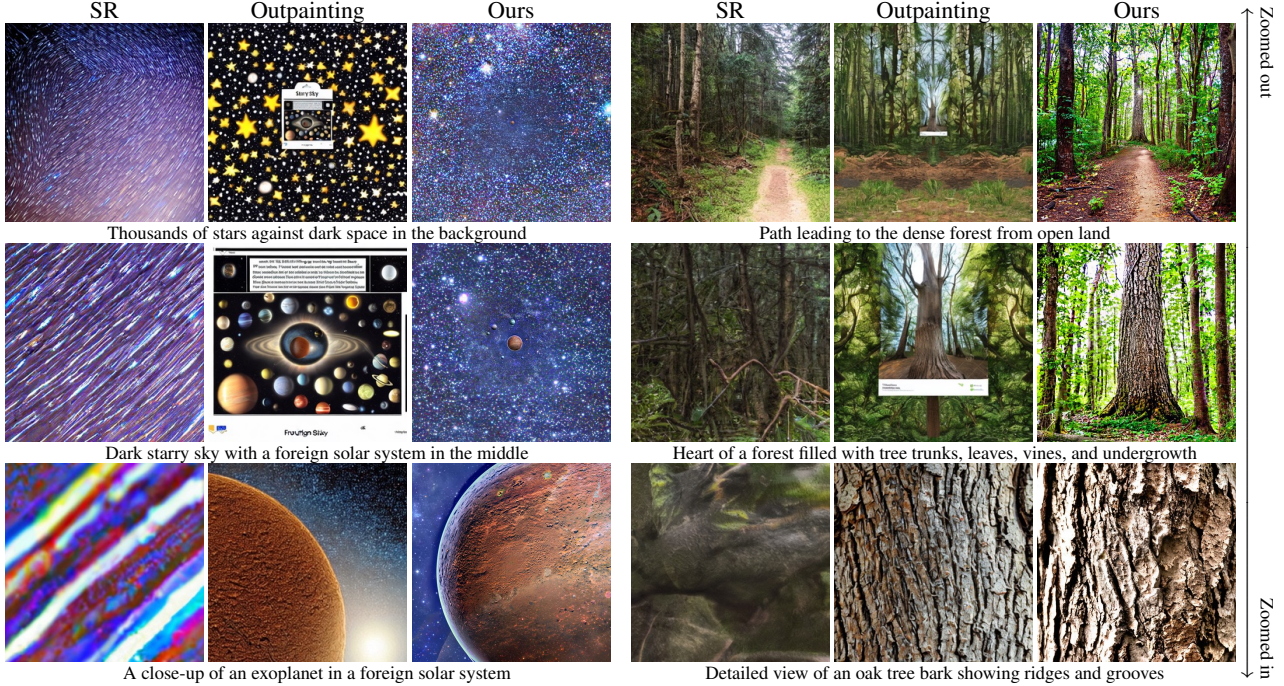 SR Outpainting Ours SR Outpainting Ours
Zoomed out
Story Sky
Thousands of stars against dark space in the background
Path leading to the dense forest from open land
Dark starry sky with a foreign solar system in the middle
Heart of a forest filled with tree trunks, leaves, vines, and undergrowth
A close-up of an exoplanet in a foreign solar system
Detailed view of an oak tree bark showing ridges and grooves
Zoomed in